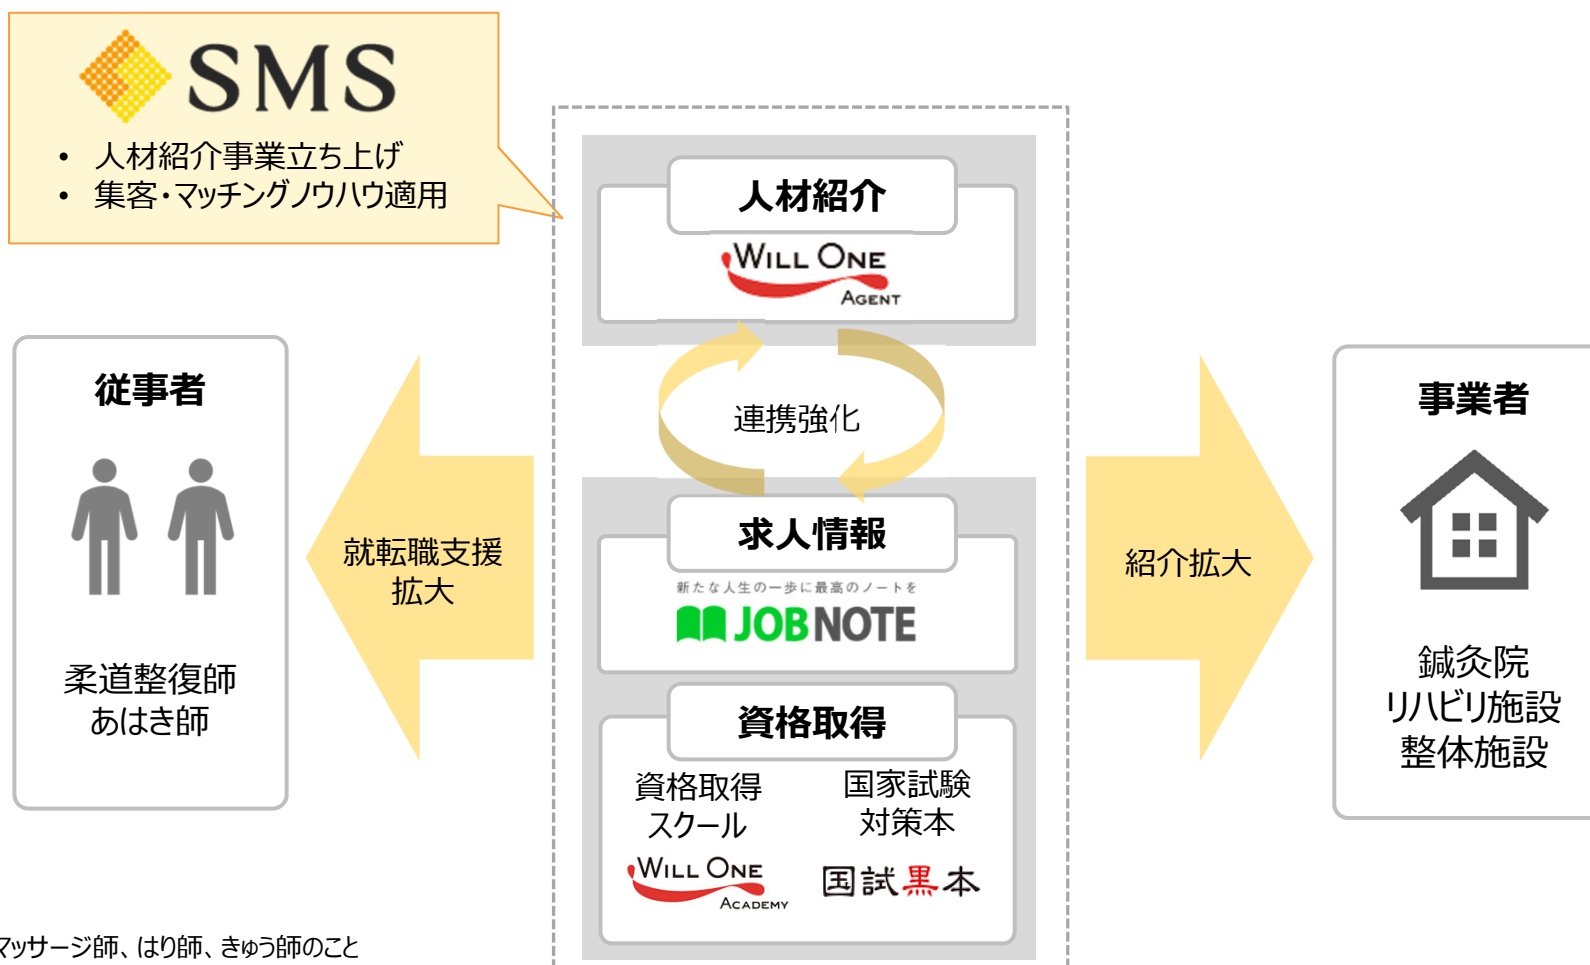 SMS
• 人材紹介事業立ち上げ
• 集客・マッチングノウハウ適用
人材紹介
WILL ONE
AGENT
連携強化
従事者
柔道整復師
あはき師
就転職支援
拡大
求人情報
新たな人生の一歩に最高のノートを
JOB NOTE
資格取得
資格取得
スクール
WILL ONE
ACADEMY
国家試験
対策本
国試黒本
紹介拡大
事業者
鍼灸院
リハビリ施設
整体施設
マッサージ師、はり師、きゅう師のこと